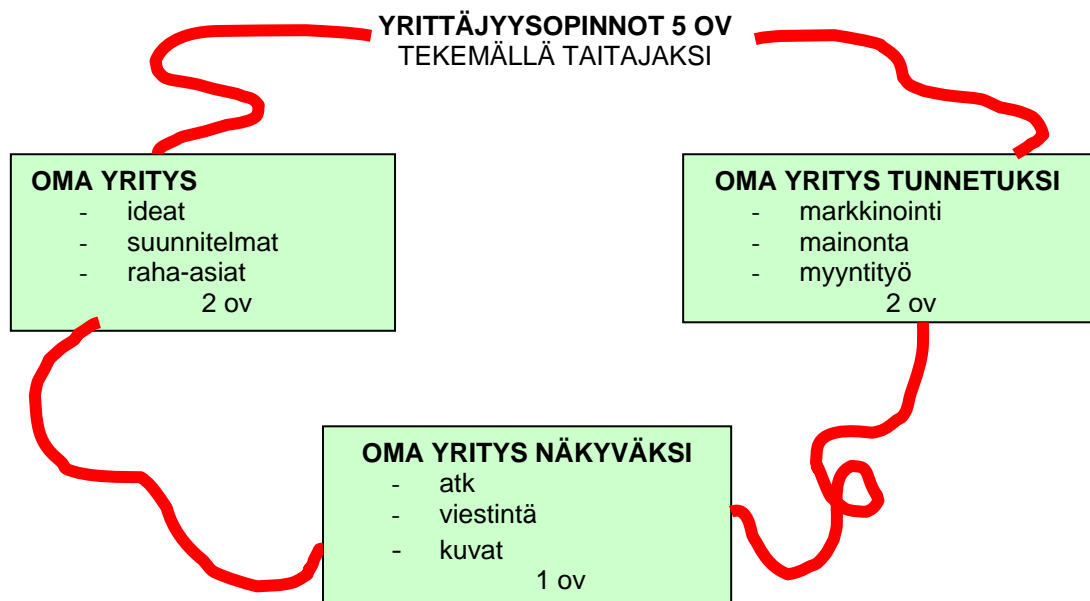 YRITTÄJYYSOPINNOT 5 OV
TEKEMÄLLÄ TAITAJAKSI
OMA YRITYS
- ideat
- suunnitelmat
- raha-asiat
2 ov
OMA YRITYS TUNNETUKSI
- markkinointi
- mainonta
- myyntityö
2 ov
OMA YRITYS NÄKYVÄKSI
- atk
- viestintä
- kuvat
1 ov